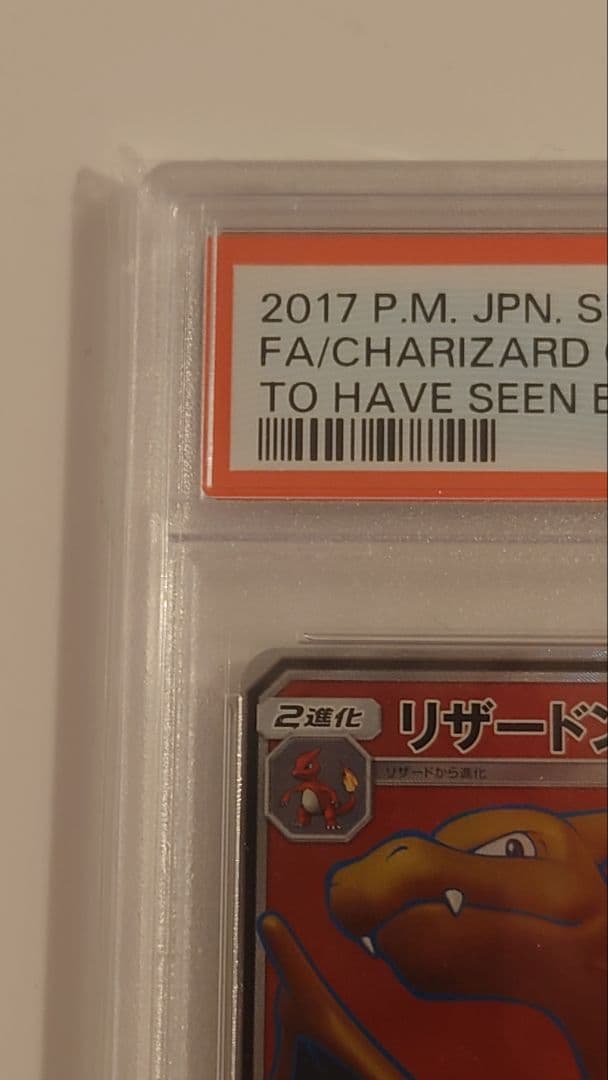 2017 P.M. JPN. S
FA/CHARIZARD
TO HAVE SEEN
2進化
リザードン
リザードから進化